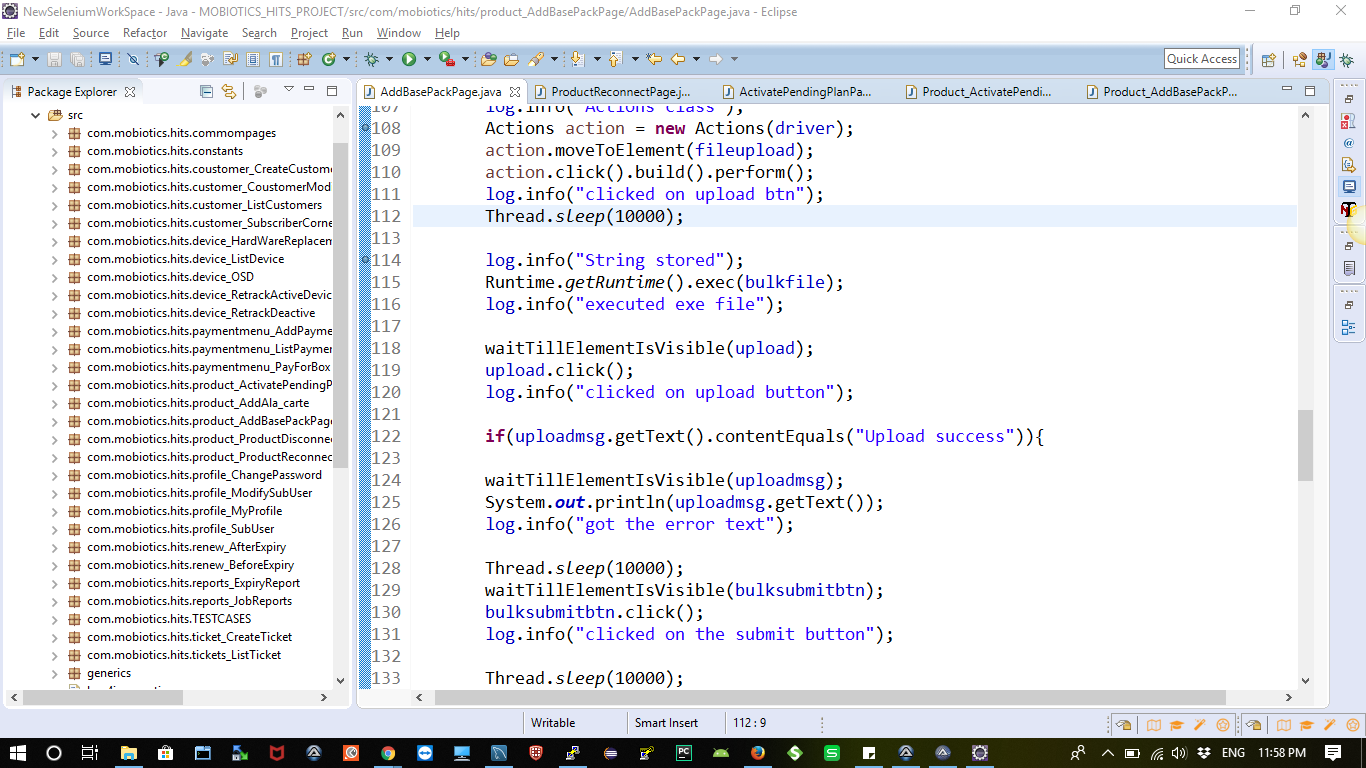 NewSeleniumWorkSpace - Java - MOBIOTICS_HITS_PROJECT/src/com/mobiotics/hits/product_AddBasePackPage/AddBasePackPage.java - Eclipse
File Edit Source Refactor Navigate Search Project Run Window Help
Quick Access
Package Explorer
AddBasePackPage.java ProductReconnectPage.j... ActivatePendingPlanPa... Product_ActivatePendi... Product_AddBasePackP...
src
com.mobiotics.hits.commompages
com.mobiotics.hits.constants
com.mobiotics.hits.coustomer_CreateCustome
com.mobiotics.hits.customer_CoustomerMod
com.mobiotics.hits.customer_ListCustomers
com.mobiotics.hits.customer_SubscriberCorne
com.mobiotics.hits.device_HardWareReplacem
com.mobiotics.hits.device_ListDevice
com.mobiotics.hits.device_OSD
com.mobiotics.hits.device_RetrackActiveDevic
com.mobiotics.hits.device_RetrackDeactive
com.mobiotics.hits.paymentmenu_AddPayme
com.mobiotics.hits.paymentmenu_ListPaymer
com.mobiotics.hits.paymentmenu_PayForBox
com.mobiotics.hits.product_ActivatePendingP
com.mobiotics.hits.product_AddAla_carte
com.mobiotics.hits.product_AddBasePackPage
com.mobiotics.hits.product_ProductDisconne
com.mobiotics.hits.product_ProductReconnec
com.mobiotics.hits.profile_ChangePassword
com.mobiotics.hits.profile_ModifySubUser
com.mobiotics.hits.profile_MyProfile
com.mobiotics.hits.profile_SubUser
com.mobiotics.hits.renew_AfterExpiry
com.mobiotics.hits.renew_BeforeExpiry
com.mobiotics.hits.reports_ExpiryReport
com.mobiotics.hits.reports_JobReports
com.mobiotics.hits.TESTCASES
com.mobiotics.hits.ticket_CreateTicket
com.mobiotics.hits.tickets_ListTicket
generics
107 log.info("Actions class");
108 Actions action = new Actions(driver);
109 action.moveToElement(fileupload);
110 action.click().build().perform();
111 log.info("clicked on upload btn");
112 Thread.sleep(10000);
113
114 log.info("String stored");
115 Runtime.getRuntime().exec(bulkfile);
116 log.info("executed exe file");
117
118 waitTillElementIsVisible(upload);
119 upload.click();
120 log.info("clicked on upload button");
121
122 if(uploadmsg.getText().contentEquals("Upload success")){
123
124 waitTillElementIsVisible(uploadmsg);
125 System.out.println(uploadmsg.getText());
126 log.info("got the error text");
127
128 Thread.sleep(10000);
129 waitTillElementIsVisible(bulksubmitbtn);
130 bulksubmitbtn.click();
131 log.info("clicked on the submit button");
132
133 Thread.sleep(10000);
Writable Smart Insert 112 : 9
ENG 11:58 PM